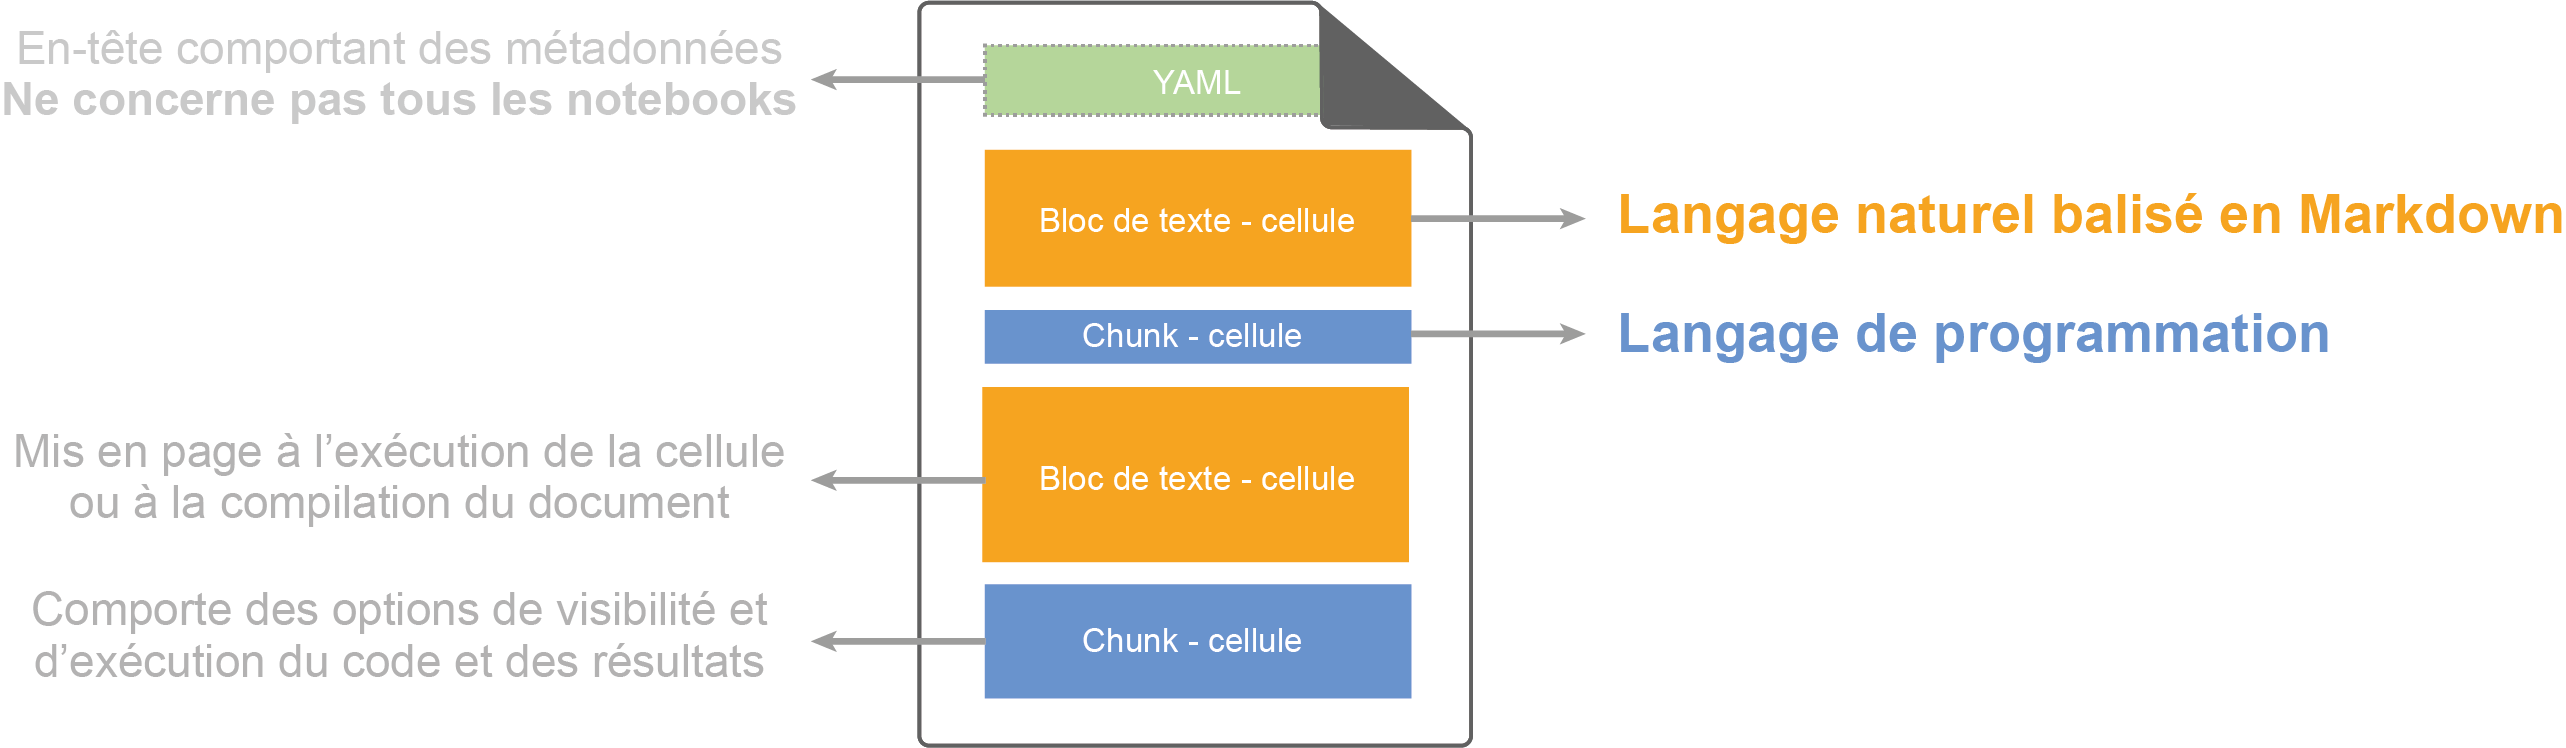 En-tête comportant des métadonnées
Ne concerne pas tous les notebooks
YAML
Bloc de texte - cellule
Langage naturel balisé en Markdown
Chunk - cellule
Langage de programmation
Mis en page à l’exécution de la cellule
ou à la compilation du document
Bloc de texte - cellule
Comporte des options de visibilité et
d’exécution du code et des résultats
Chunk - cellule